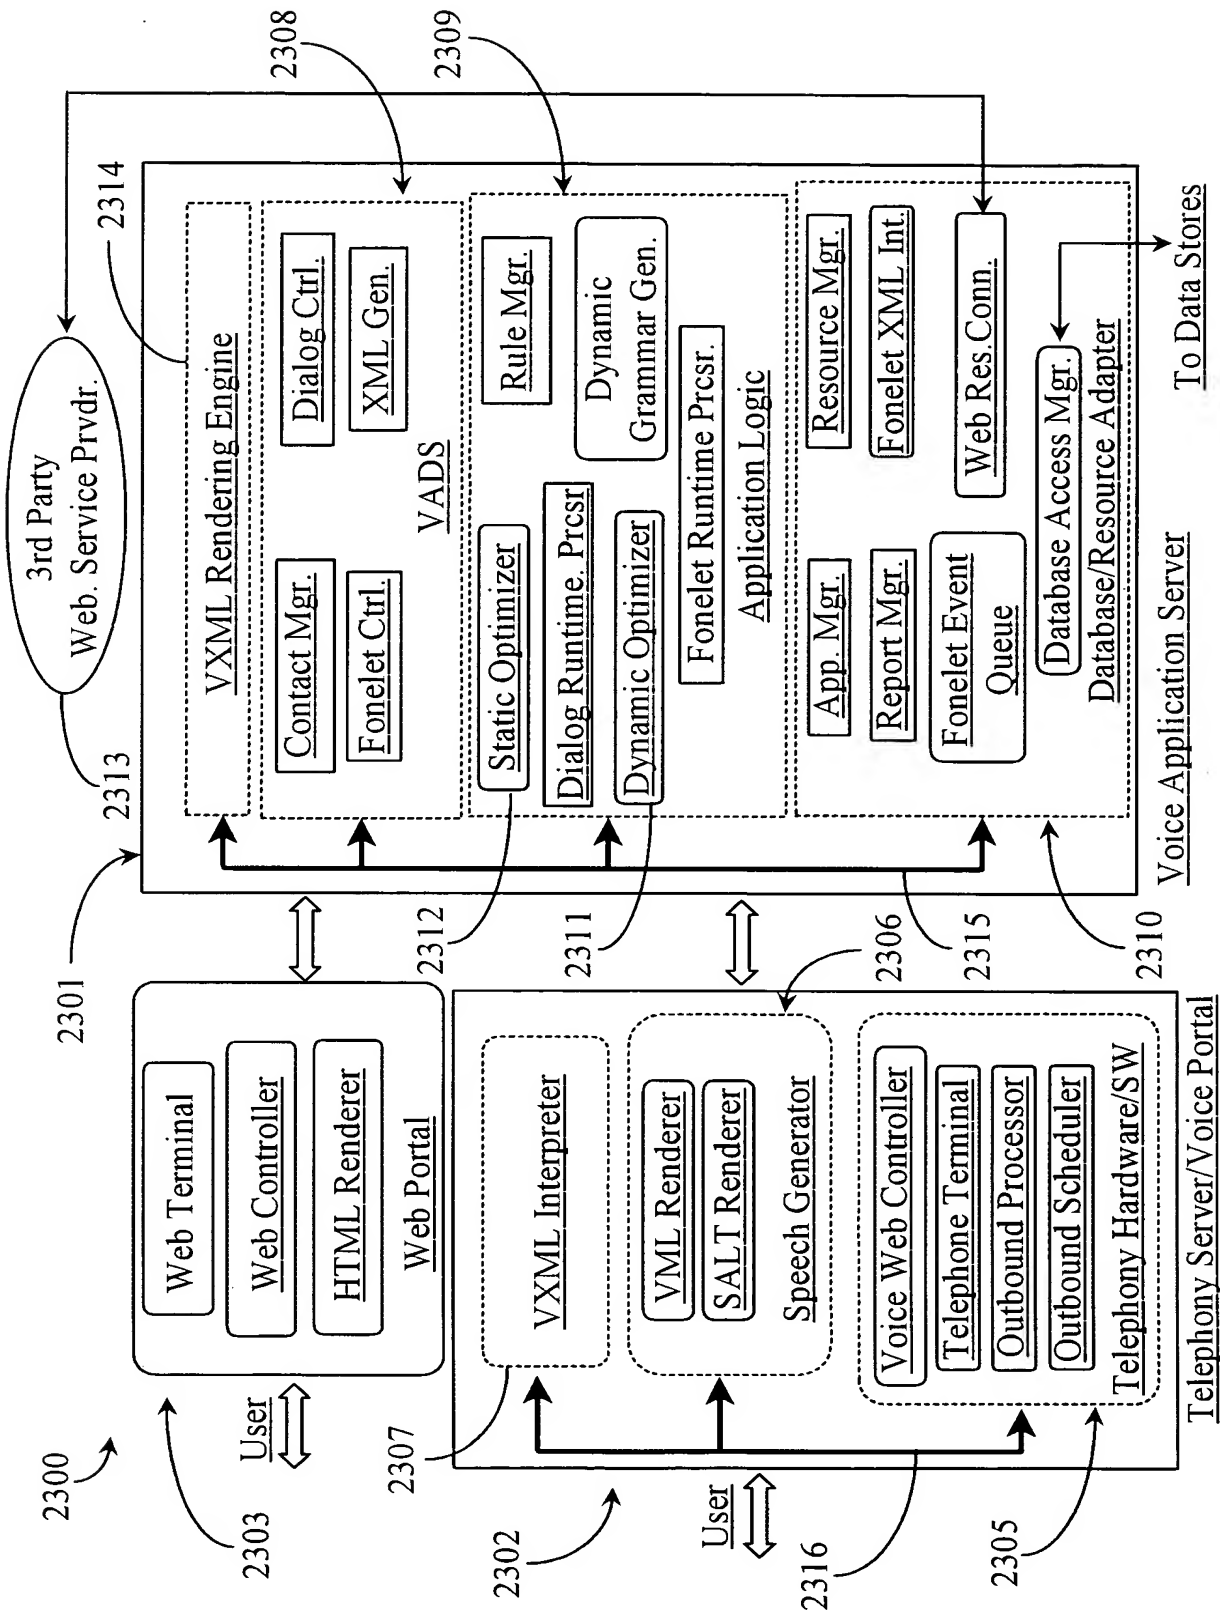 2300
2303
User
Web Terminal
Web Controller
HTML Renderer
Web Portal
2302
User
2307
VXML Interpreter
VML Renderer
SALT Renderer
Speech Generator
2306
Voice Web Controller
Telephone Terminal
Outbound Processor
Outbound Scheduler
Telephony Hardware/SW
2316
2305
Telephony Server/Voice Portal
2301
2313
3rd Party
Web. Service Prvdr.
2314
VXML Rendering Engine
2308
Contact Mgr.
Dialog Ctrl.
Fonelet Ctrl
XML Gen.
VADS
2309
2312
Static Optimizer
Rule Mgr.
Dialog Runtime. Prcsr
Dynamic
Grammar Gen.
2311
Dynamic Optimizer
Fonelet Runtime Prcsr.
Application Logic
App. Mgr.
Resource Mgr.
Report Mgr.
Fonelet XML Int.
Fonelet Event
Queue
Web Res.Conn.
Database Access Mgr.
Database/Resource Adapter
2315
2310
Voice Application Server
To Data Stores